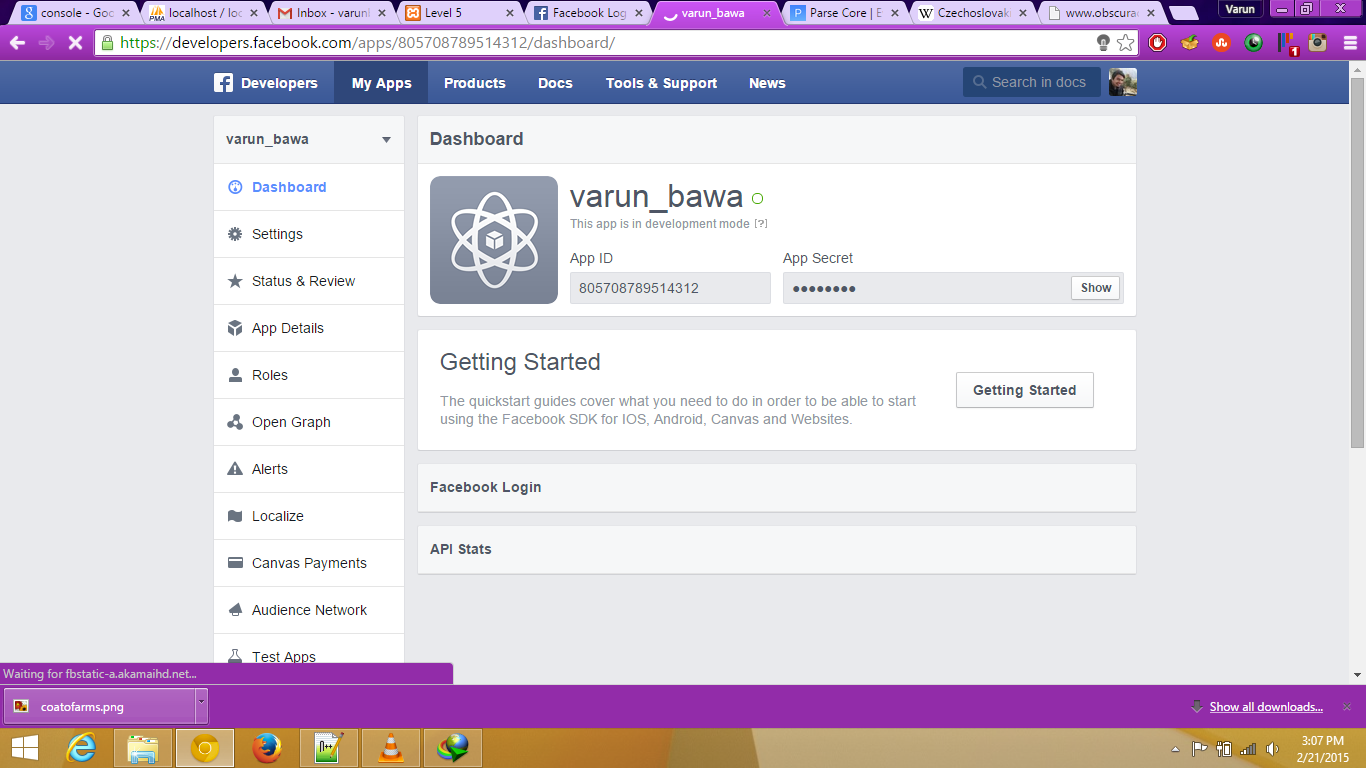 console - Goo
localhost / loc
Inbox - varunl
Level 5
Facebook Log
varun_bawa
Parse Core | E
Czechoslovaki
www.obscura
Varun
https://developers.facebook.com/apps/805708789514312/dashboard/
1
Developers
My Apps
Products
Docs
Tools & Support
News
Search in docs
varun_bawa
Dashboard
Settings
Status & Review
App Details
Roles
Open Graph
Alerts
Localize
Canvas Payments
Audience Network
Test Apps
Dashboard
varun_bawa
This app is in development mode [?]
App ID
App Secret
805708789514312
●●●●●●●●
Show
Getting Started
The quickstart guides cover what you need to do in order to be able to start
using the Facebook SDK for IOS, Android, Canvas and Websites.
Getting Started
Facebook Login
API Stats
Waiting for fbstatic-a.akamaihd.net...
coatofarms.png
Show all downloads...
3:07 PM
2/21/2015